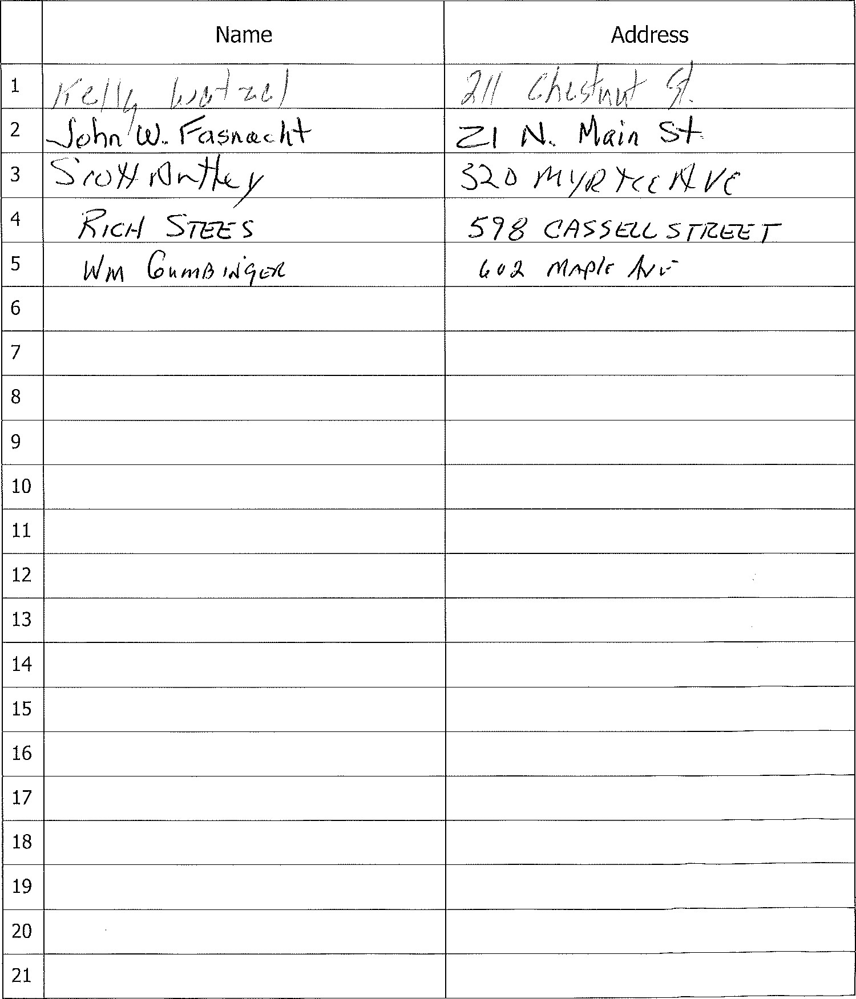 Name Address
1 Kelly Watzel 211 Chestnut St.
2 John W. Fasnacht 21 N. Main St.
3 Scott 320 MYRTLE AVE
4 RICH STEES 598 CASSELL STREET
5 WM GUMBINGER 602 MAPlE AVE
6
7
8
9
10
11
12
13
14
15
16
17
18
19
20
21